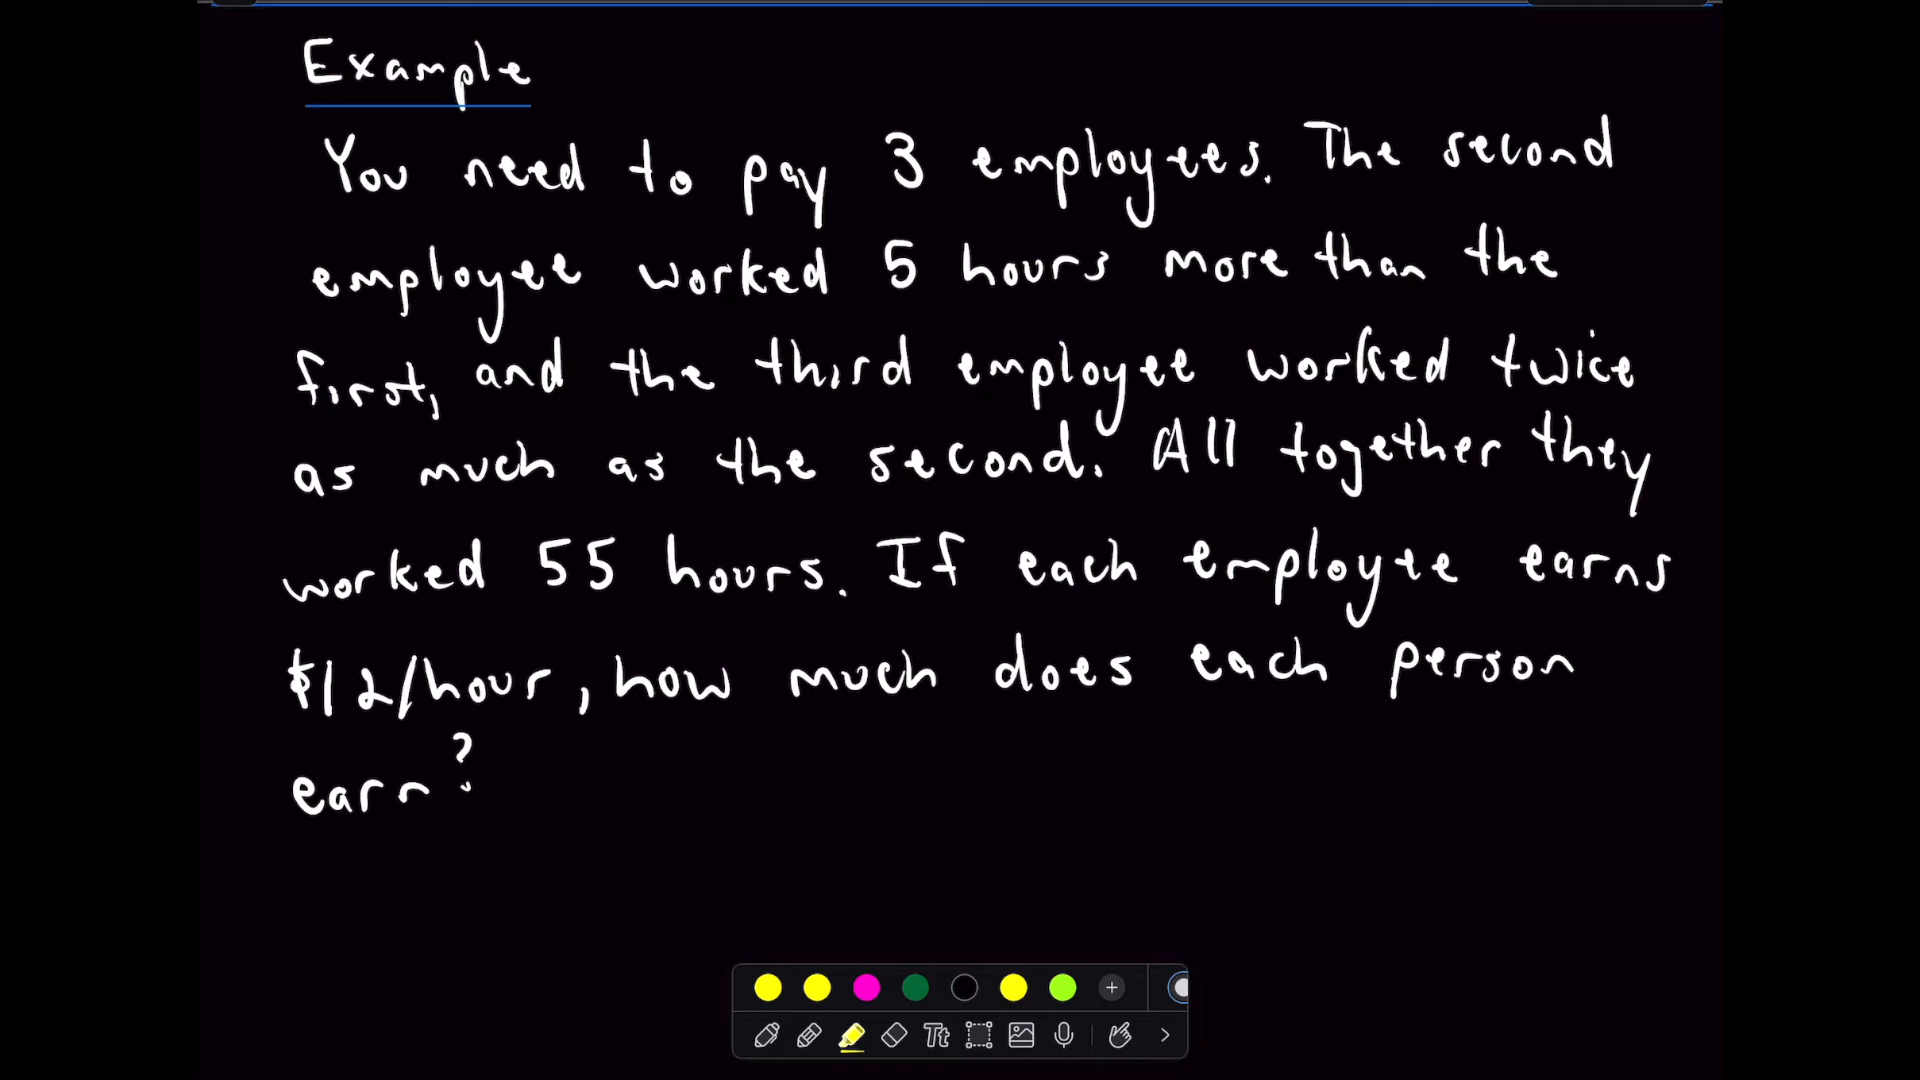 Example
You need to pay 3 employees. The second
employee worked 5 hours more than the
first, and the third employee worked twice
as much as the second. All together they
worked 55 hours. If each employee earns
$12/hour, how much does each person
earn?
Tt